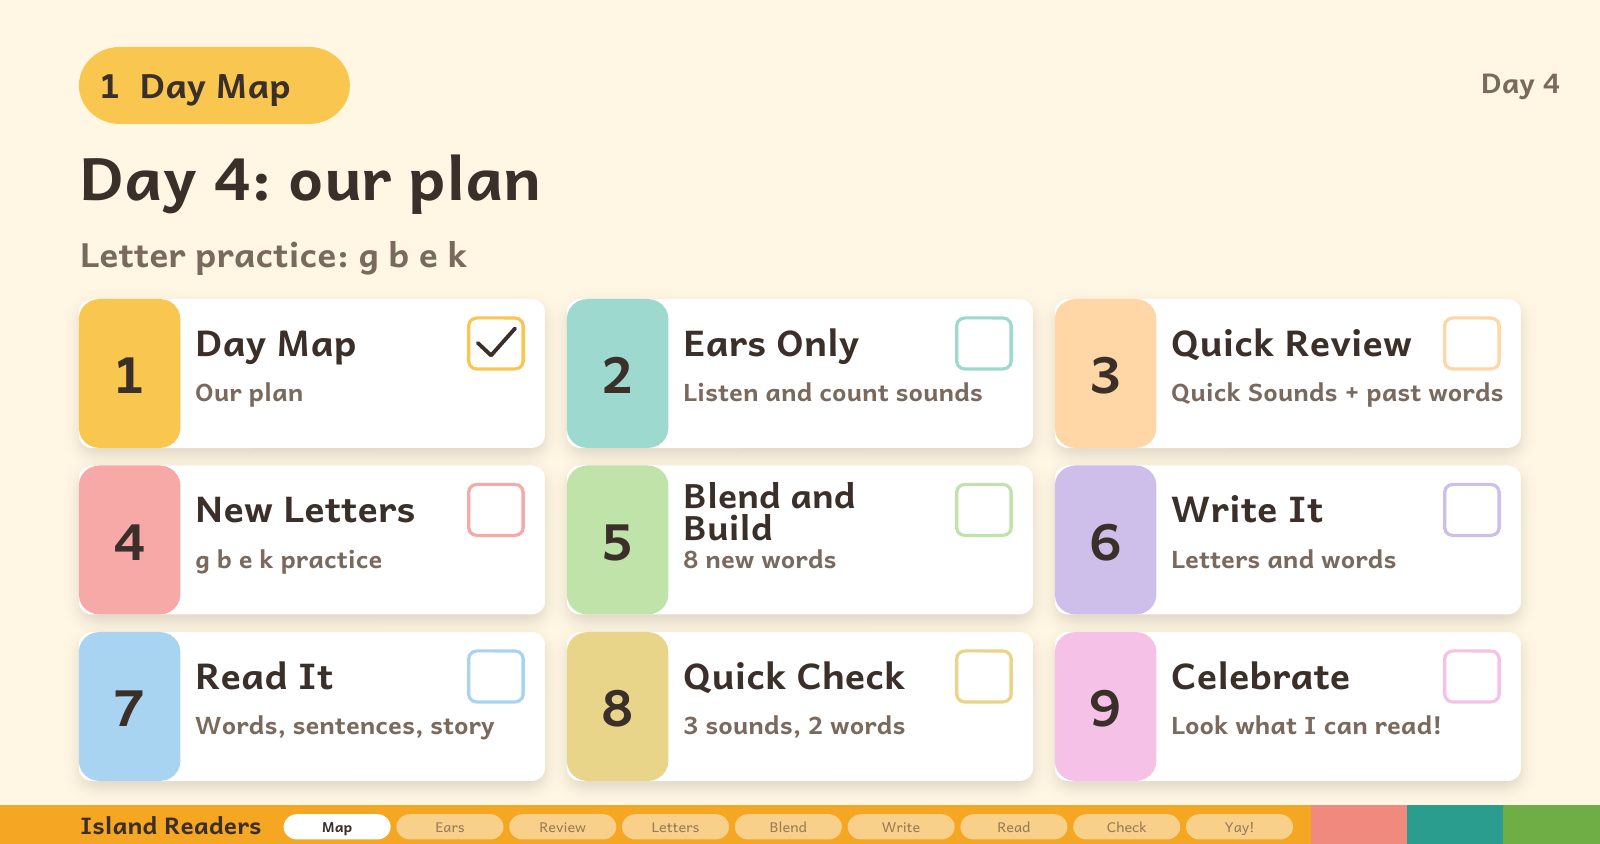 1 Day Map
Day 4
Day 4: our plan
Letter practice: g b e k
1
Day Map
Our plan
2
Ears Only
Listen and count sounds
3
Quick Review
Quick Sounds + past words
4
New Letters
g b e k practice
5
Blend and
Build
8 new words
6
Write It
Letters and words
7
Read It
Words, sentences, story
8
Quick Check
3 sounds, 2 words
9
Celebrate
Look what I can read!
Island Readers
Map
Ears
Review
Letters
Blend
Write
Read
Check
Yay!